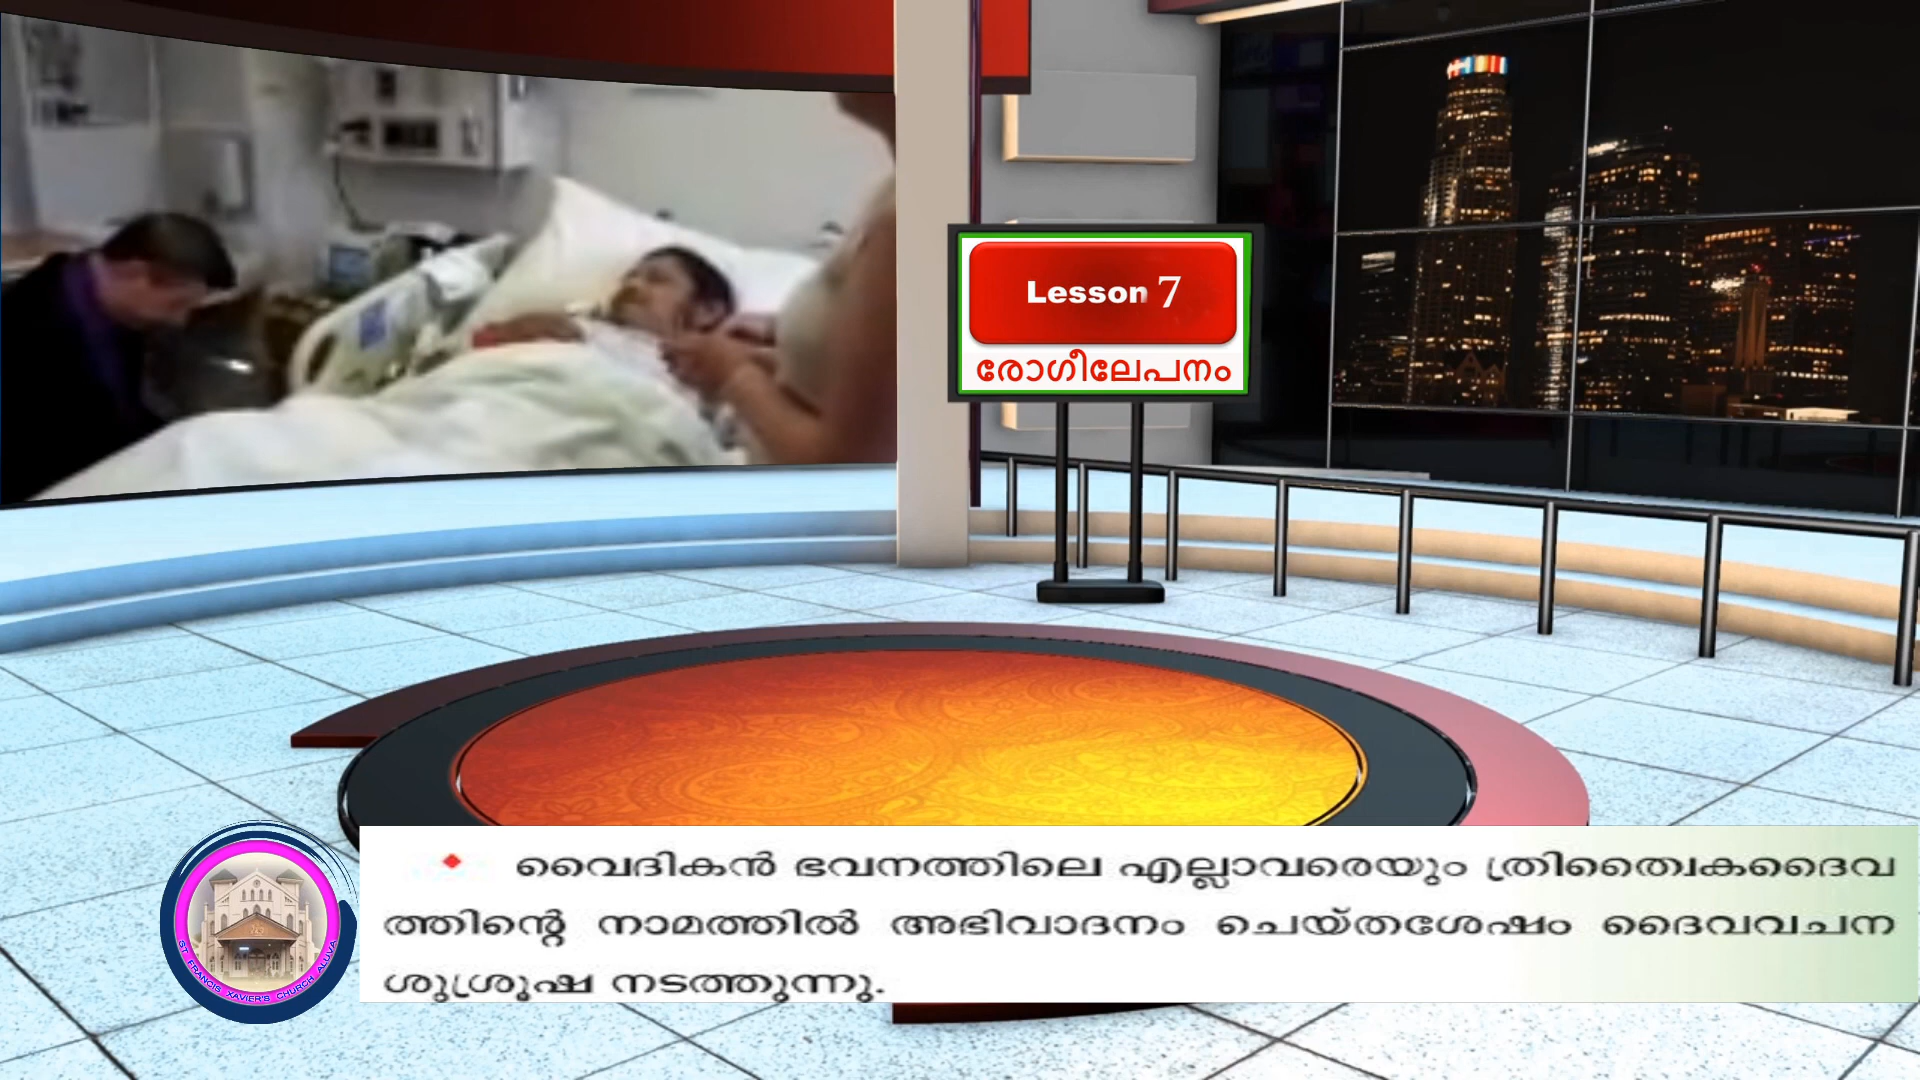 Lesson 7
രോഗീലേപനം
വൈദികൻ ഭവനത്തിലെ എല്ലാവരെയും ത്രിത്വൈകദൈവ
ത്തിന്റെ നാമത്തിൽ അഭിവാദനം ചെയ്തശേഷം ദൈവവചന
ശുശ്രൂഷ നടത്തുന്നു.
ST. FRANCIS XAVIER'S CHURCH ALUVA